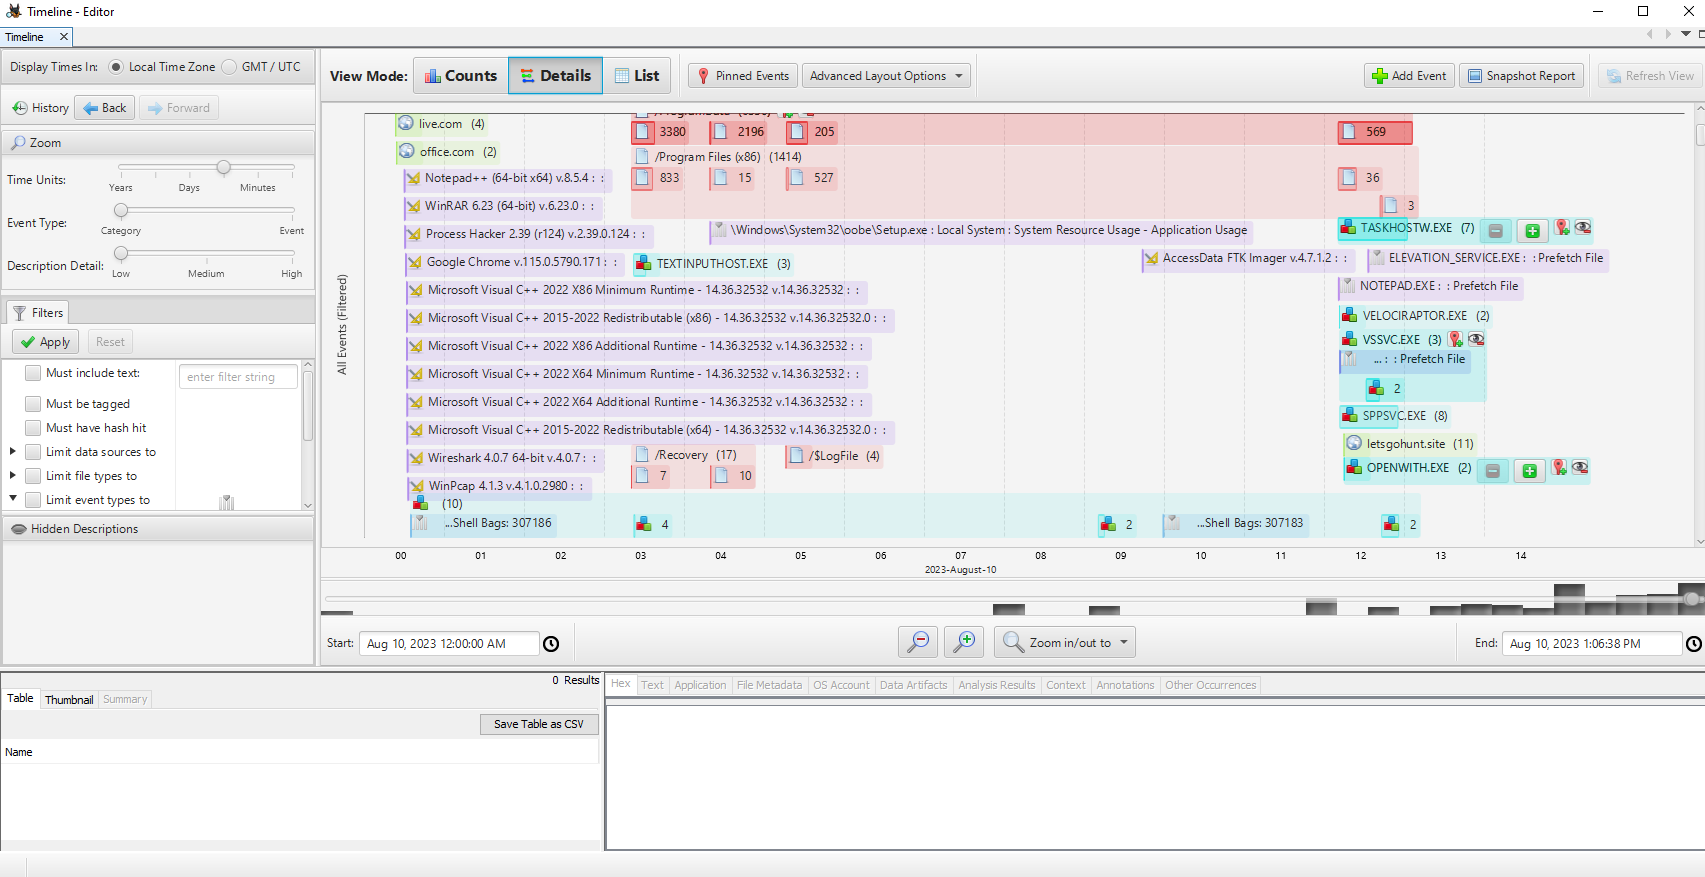 Timeline - Editor
Timeline
Display Times In: Local Time Zone GMT / UTC
History Back Forward
Zoom
Time Units:
Years Days Minutes
Event Type:
Category Event
Description Detail:
Low Medium High
Filters
Apply Reset
Must include text: enter filter string
Must be tagged
Must have hash hit
Limit data sources to
Limit file types to
Limit event types to
Hidden Descriptions
View Mode: Counts Details List Pinned Events Advanced Layout Options Add Event Snapshot Report Refresh View
All Events (Filtered)
live.com (4)
3380 2196 205 569
office.com (2)
/Program Files (x86) (1414)
Notepad++ (64-bit x64) v.8.5.4 : :
833 15 527 36
WinRAR 6.23 (64-bit) v.6.23.0 : :
3
Process Hacker 2.39 (r124) v.2.39.0.124 : :
\Windows\System32\oobe\Setup.exe : Local System : System Resource Usage - Application Usage
TASKHOSTW.EXE (7)
Google Chrome v.115.0.5790.171 : :
TEXTINPUTHOST.EXE (3)
AccessData FTK Imager v.4.7.1.2 : :
ELEVATION_SERVICE.EXE : : Prefetch File
Microsoft Visual C++ 2022 X86 Minimum Runtime - 14.36.32532 v.14.36.32532 : :
NOTEPAD.EXE : : Prefetch File
Microsoft Visual C++ 2015-2022 Redistributable (x86) - 14.36.32532 v.14.36.32532.0 : :
VELOCIRAPTOR.EXE (2)
Microsoft Visual C++ 2022 X86 Additional Runtime - 14.36.32532 v.14.36.32532 : :
VSSVC.EXE (3)
... : : Prefetch File
Microsoft Visual C++ 2022 X64 Minimum Runtime - 14.36.32532 v.14.36.32532 : :
2
Microsoft Visual C++ 2022 X64 Additional Runtime - 14.36.32532 v.14.36.32532 : :
SPPSVC.EXE (8)
Microsoft Visual C++ 2015-2022 Redistributable (x64) - 14.36.32532 v.14.36.32532.0 : :
letsgohunt.site (11)
Wireshark 4.0.7 64-bit v.4.0.7 : :
/Recovery (17)
/$LogFile (4)
OPENWITH.EXE (2)
7 10
WinPcap 4.1.3 v.4.1.0.2980 : :
(10)
...Shell Bags: 307186 4 2 ...Shell Bags: 307183 2
00 01 02 03 04 05 06 07 08 09 10 11 12 13 14
2023-August-10
Start: Aug 10, 2023 12:00:00 AM
Zoom in/out to
End: Aug 10, 2023 1:06:38 PM
0 Results
Table Thumbnail Summary
Save Table as CSV
Name
Hex Text Application File Metadata OS Account Data Artifacts Analysis Results Context Annotations Other Occurrences